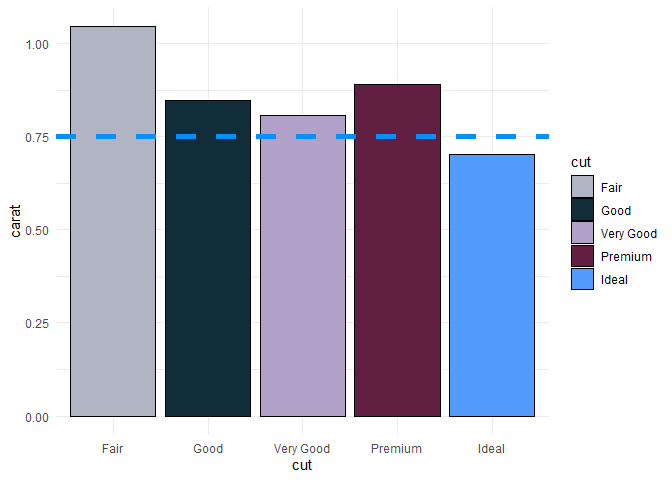 1.00
0.75
0.50
0.25
0.00
carat
Fair
Good
Very Good
Premium
Ideal
cut
cut
Fair
Good
Very Good
Premium
Ideal